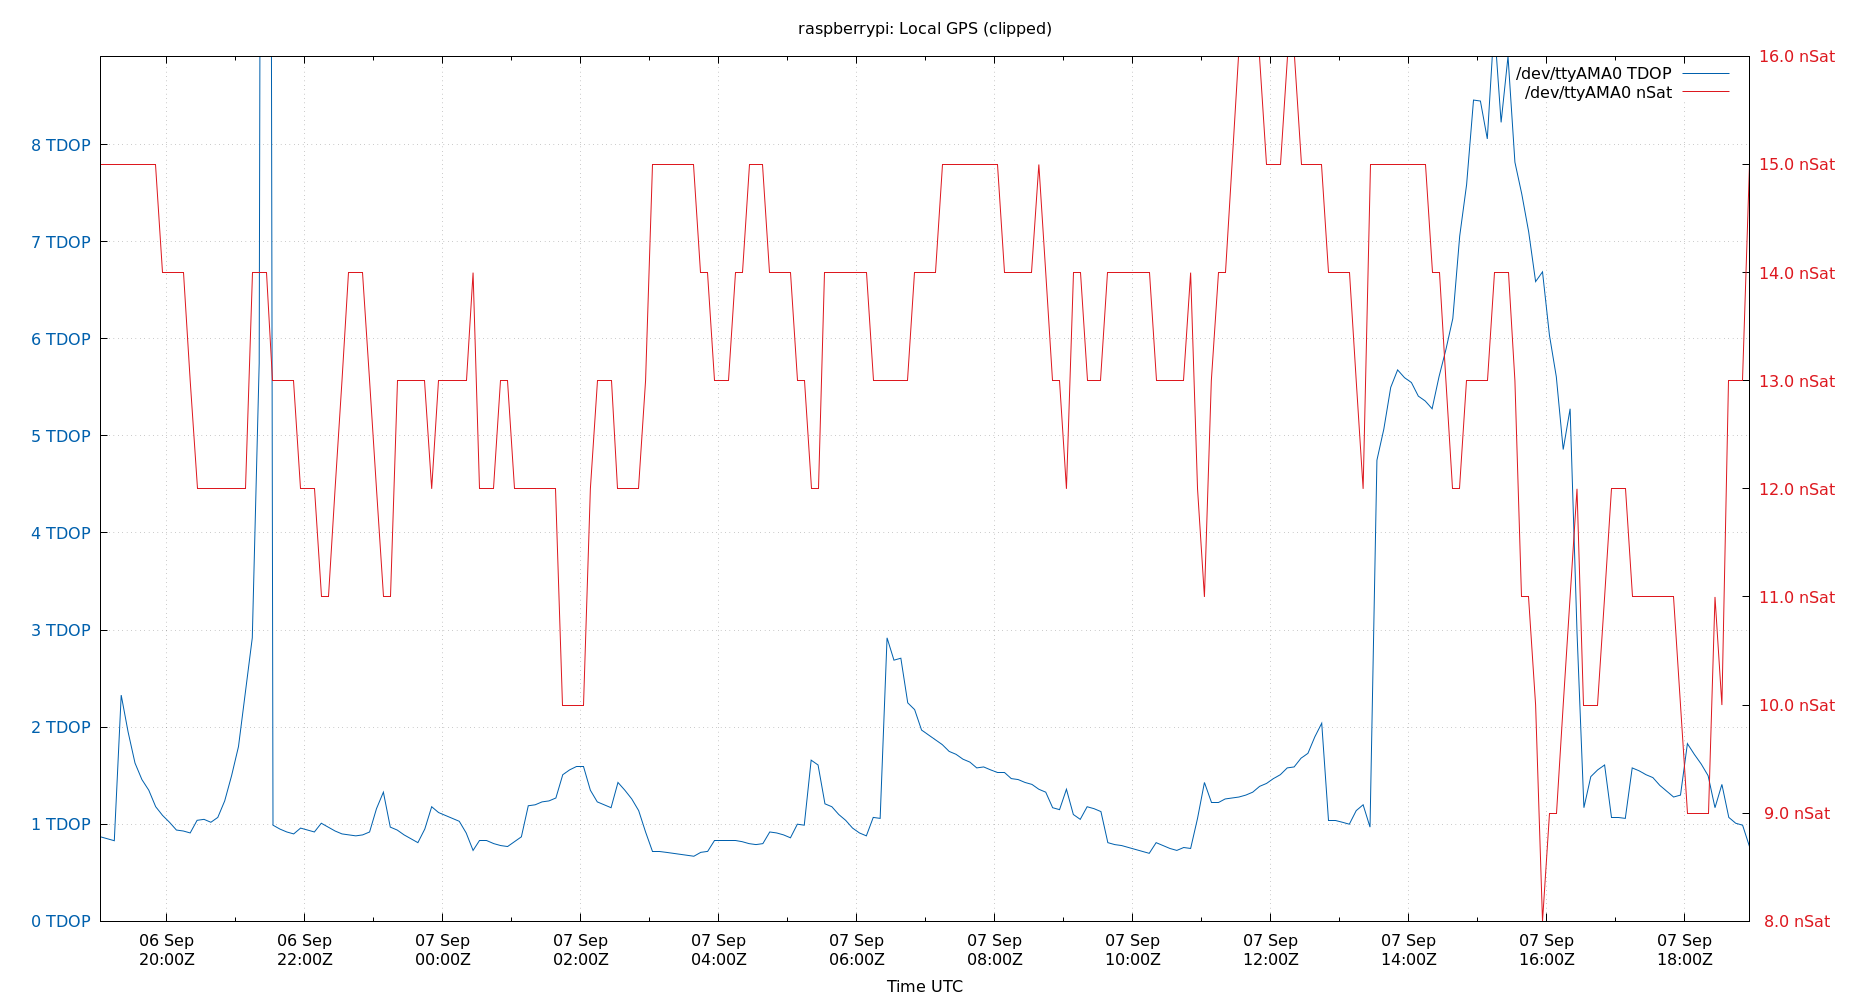 raspberrypi: Local GPS (clipped)
/dev/ttyAMA0 TDOP
/dev/ttyAMA0 nSat
8 TDOP
7 TDOP
6 TDOP
5 TDOP
4 TDOP
3 TDOP
2 TDOP
1 TDOP
0 TDOP
16.0 nSat
15.0 nSat
14.0 nSat
13.0 nSat
12.0 nSat
11.0 nSat
10.0 nSat
9.0 nSat
8.0 nSat
06 Sep
20:00Z
06 Sep
22:00Z
07 Sep
00:00Z
07 Sep
02:00Z
07 Sep
04:00Z
07 Sep
06:00Z
07 Sep
08:00Z
07 Sep
10:00Z
07 Sep
12:00Z
07 Sep
14:00Z
07 Sep
16:00Z
07 Sep
18:00Z
Time UTC